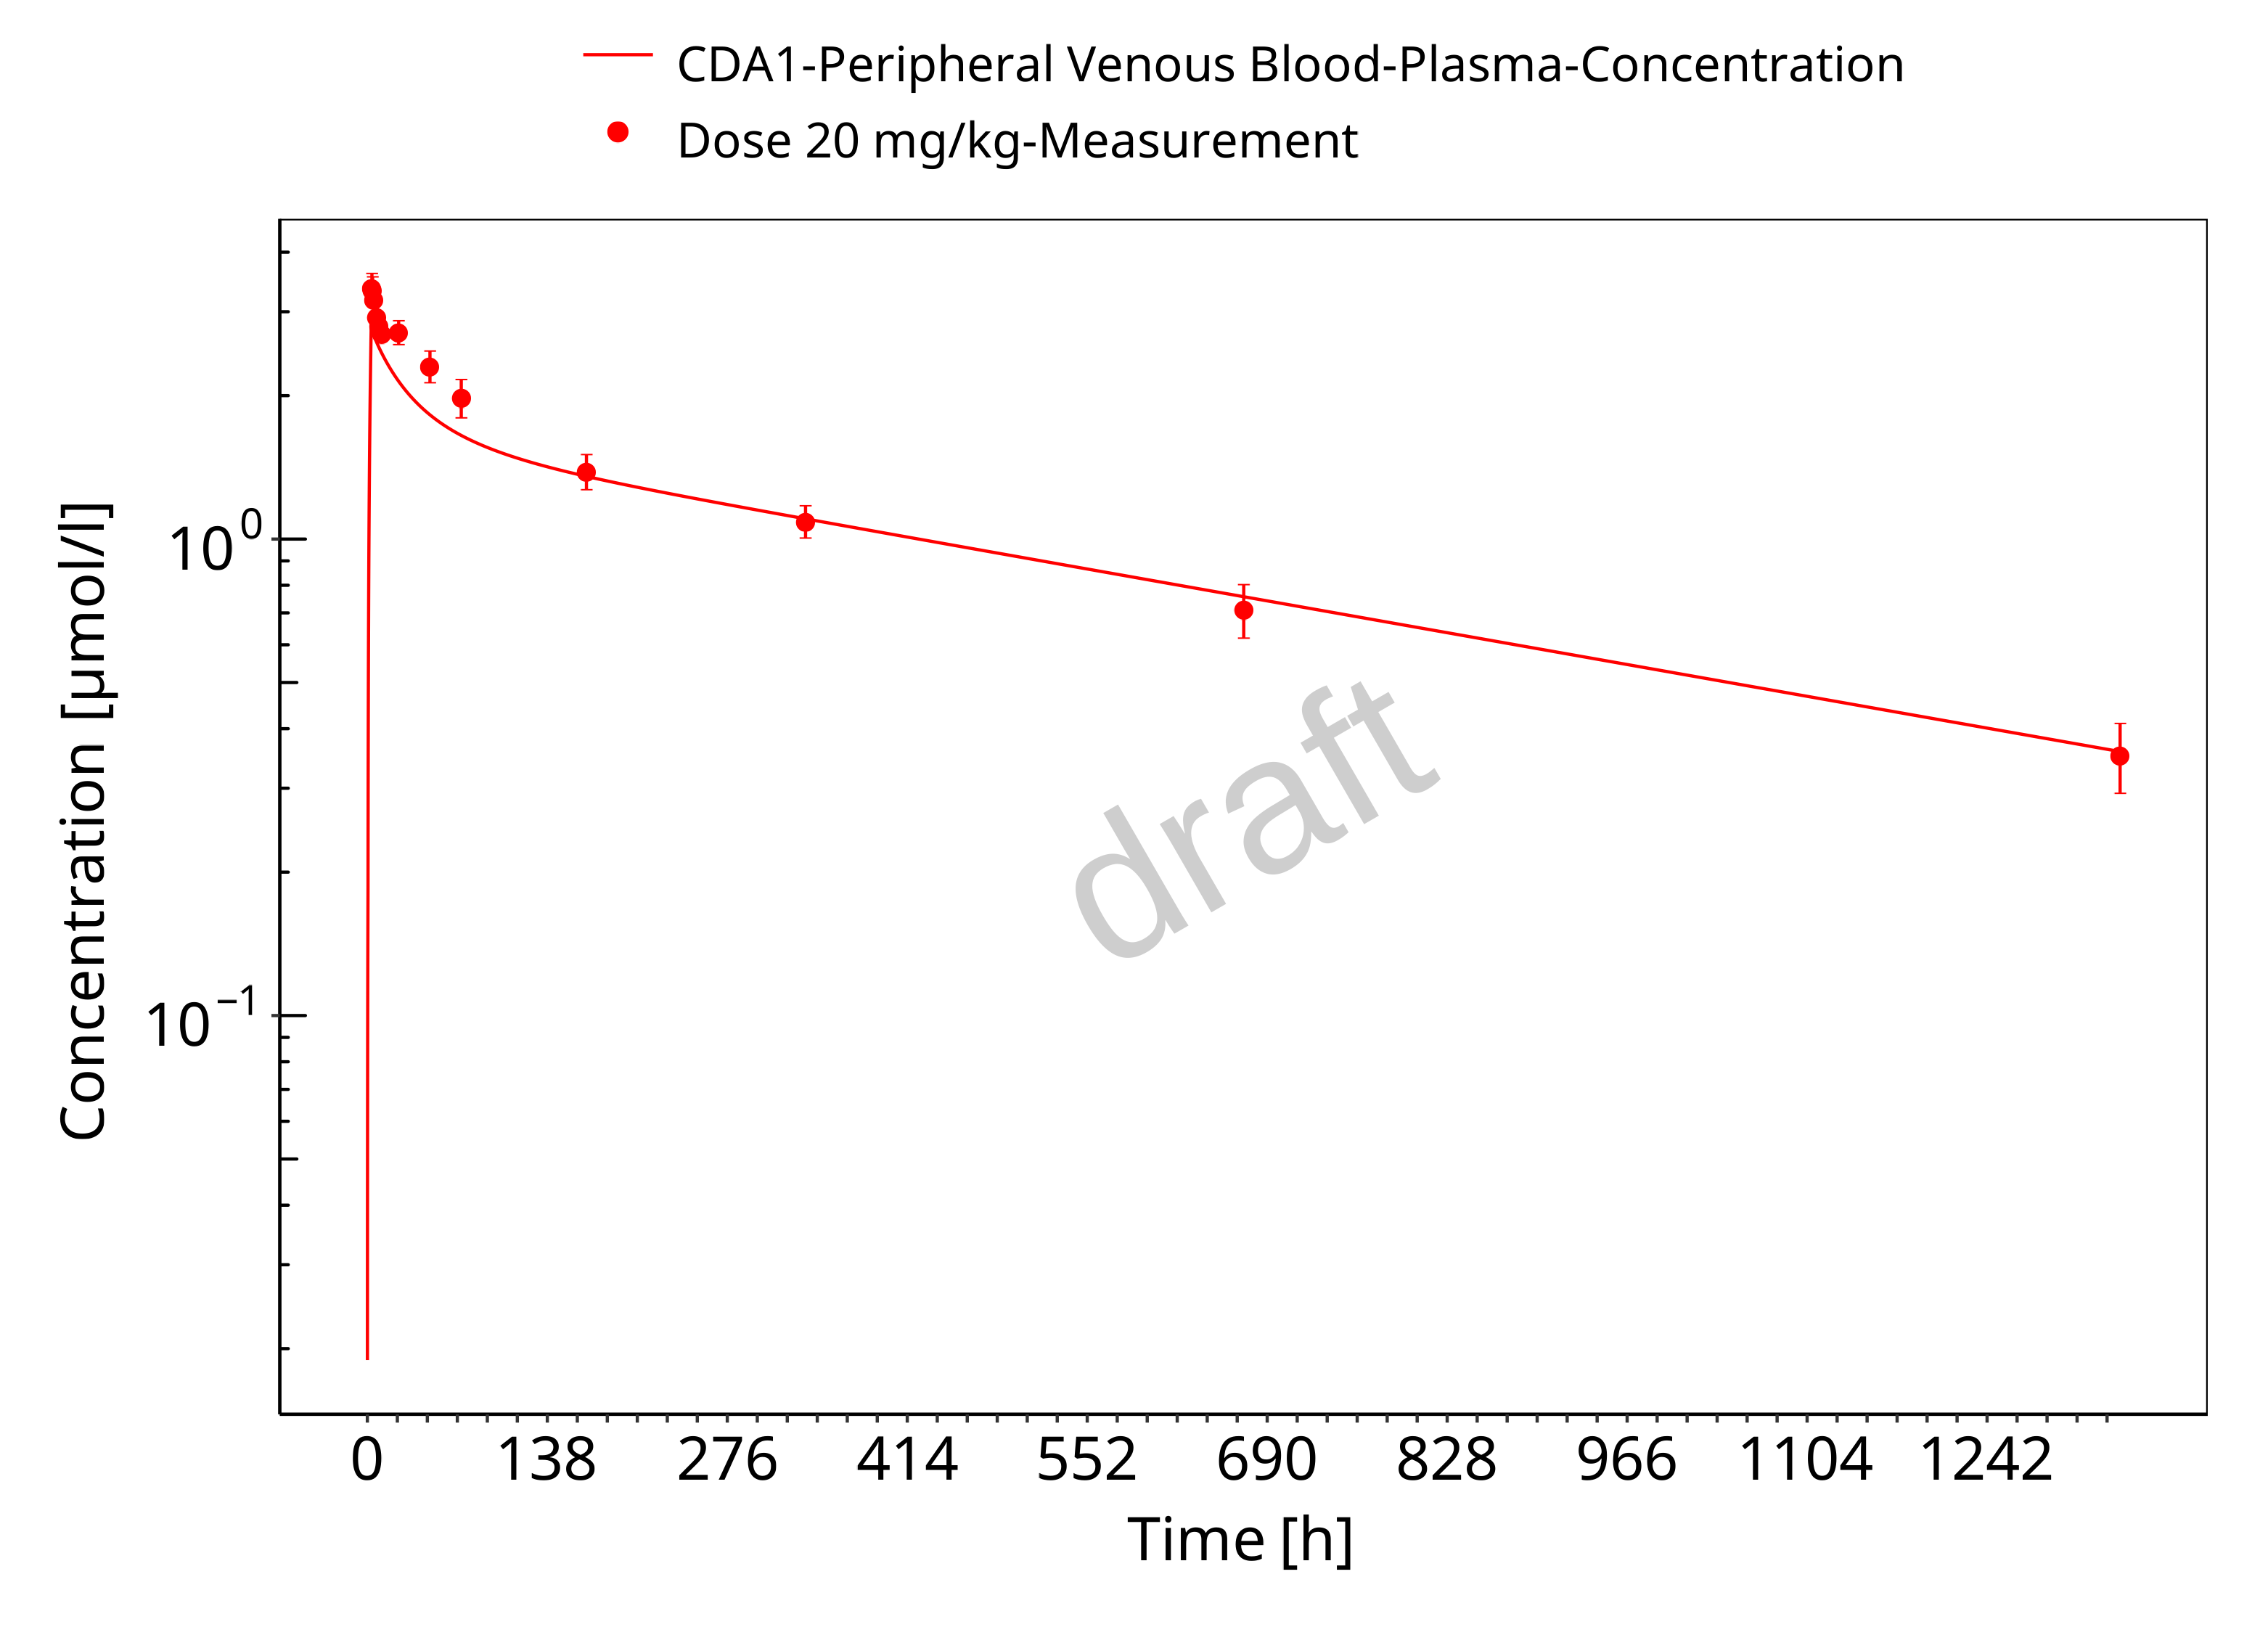 CDA1-Peripheral Venous Blood-Plasma-Concentration
Dose 20 mg/kg-Measurement
Concentration [µmol/l]
10⁰
10⁻¹
draft
0 138 276 414 552 690 828 966 1104 1242
Time [h]